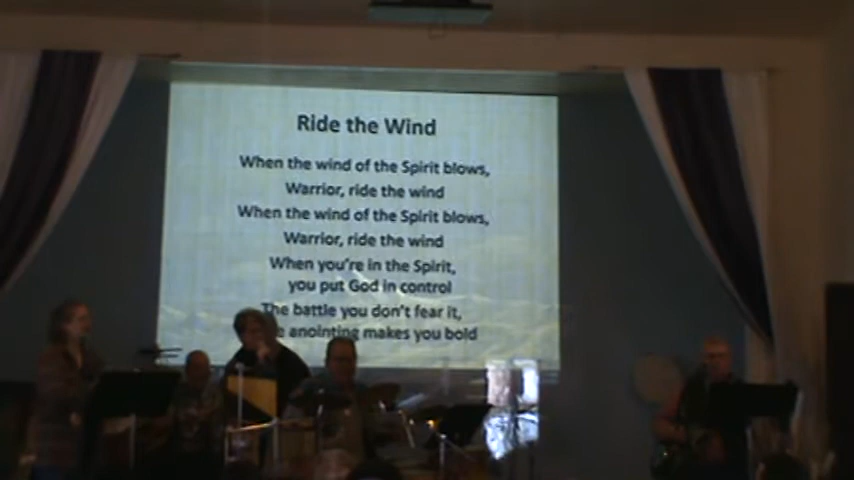 Ride the Wind
When the wind of the Spirit blows,
Warrior, ride the wind
When the wind of the Spirit blows,
Warrior, ride the wind
When you're in the Spirit,
you put God in control
The battle you don't fear it,
anointing makes you bold